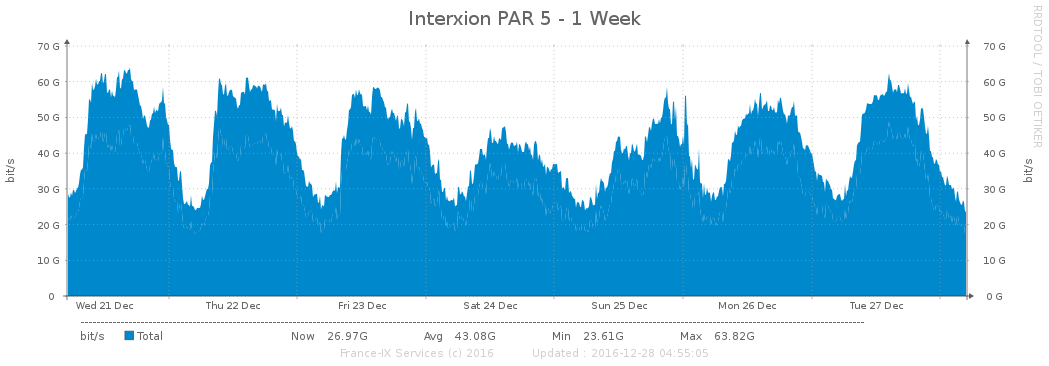 Interxion PAR 5 - 1 Week
RRDTOOL / TOBI OETIKER
70 G 70 G
60 G 60 G
50 G 50 G
40 G 40 G
30 G 30 G
20 G 20 G
10 G 10 G
0 0 G
bit/s bit/s
Wed 21 Dec Thu 22 Dec Fri 23 Dec Sat 24 Dec Sun 25 Dec Mon 26 Dec Tue 27 Dec
bit/s Total Now 26.97G Avg 43.08G Min 23.61G Max 63.82G
France-IX Services (c) 2016 Updated : 2016-12-28 04:55:05